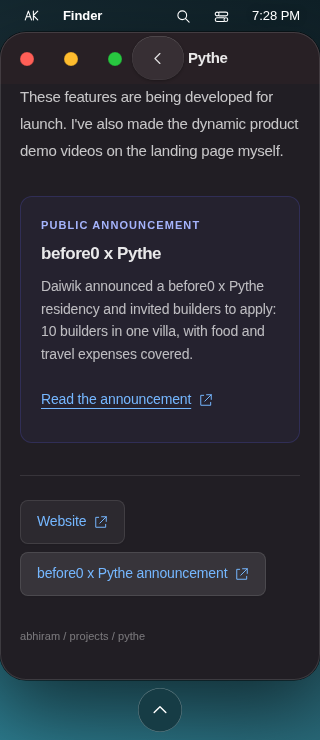 AK Finder 7:28 PM
Pythe
These features are being developed for
launch. I've also made the dynamic product
demo videos on the landing page myself.
PUBLIC ANNOUNCEMENT
before0 x Pythe
Daiwik announced a before0 x Pythe
residency and invited builders to apply:
10 builders in one villa, with food and
travel expenses covered.
Read the announcement
Website
before0 x Pythe announcement
abhiram / projects / pythe